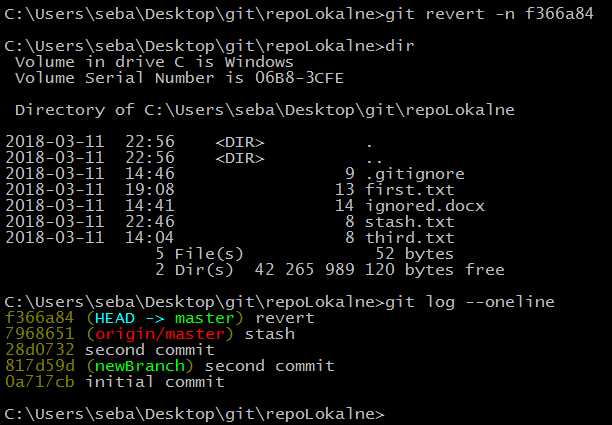 C:\Users\seba\Desktop\git\repoLokalne>git revert -n f366a84
C:\Users\seba\Desktop\git\repoLokalne>dir
Volume in drive C is Windows
Volume Serial Number is 06B8-3CFE
Directory of C:\Users\seba\Desktop\git\repoLokalne
2018-03-11 22:56 <DIR> .
2018-03-11 22:56 <DIR> ..
2018-03-11 14:46 9 .gitignore
2018-03-11 19:08 13 first.txt
2018-03-11 14:41 14 ignored.docx
2018-03-11 22:46 8 stash.txt
2018-03-11 14:04 8 third.txt
5 File(s) 52 bytes
2 Dir(s) 42 265 989 120 bytes free
C:\Users\seba\Desktop\git\repoLokalne>git log --oneline
f366a84 (HEAD -> master) revert
7968651 (origin/master) stash
28d0732 second commit
817d59d (newBranch) second commit
0a717cb initial commit
C:\Users\seba\Desktop\git\repoLokalne>